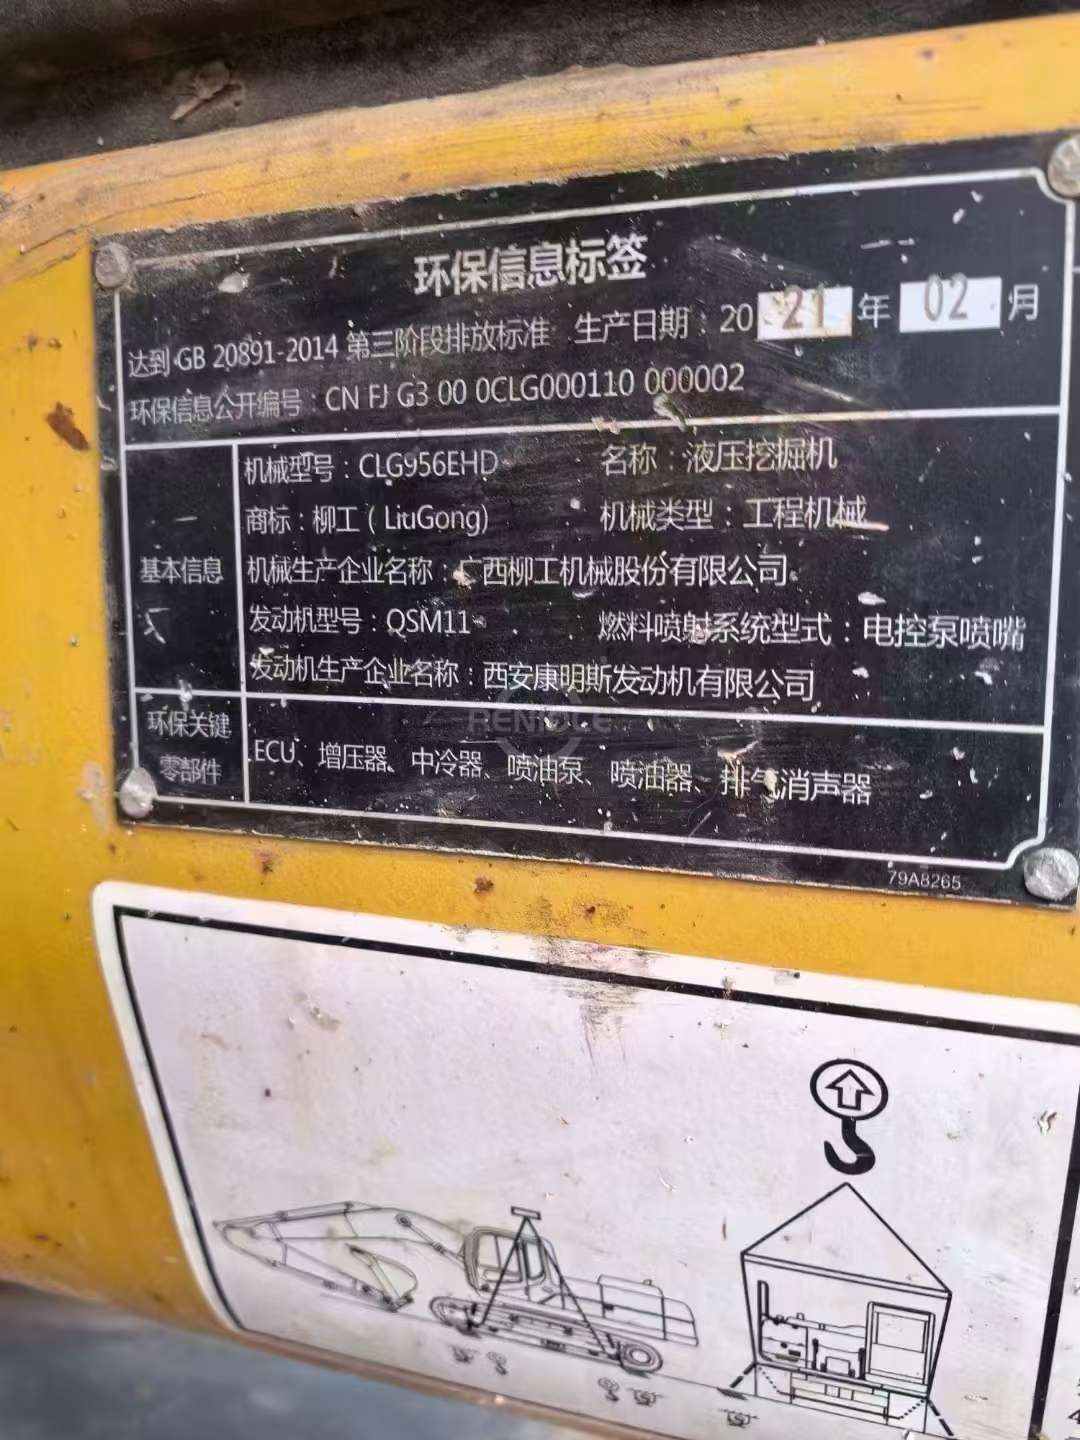 环保信息标签
达到 GB 20891-2014 第三阶段排放标准 生产日期：2021年02月
环保信息公开编号：CN FJ G3 00 0CLG000110 000002
基本信息
机械型号：CLG956EHD 名称：液压挖掘机
商标：柳工（LiuGong） 机械类型：工程机械
机械生产企业名称：广西柳工机械股份有限公司
发动机型号：QSM11 燃料喷射系统型式：电控泵喷嘴
发动机生产企业名称：西安康明斯发动机有限公司
环保关键
零部件
ECU、增压器、中冷器、喷油泵、喷油器、排气消声器
79A8265